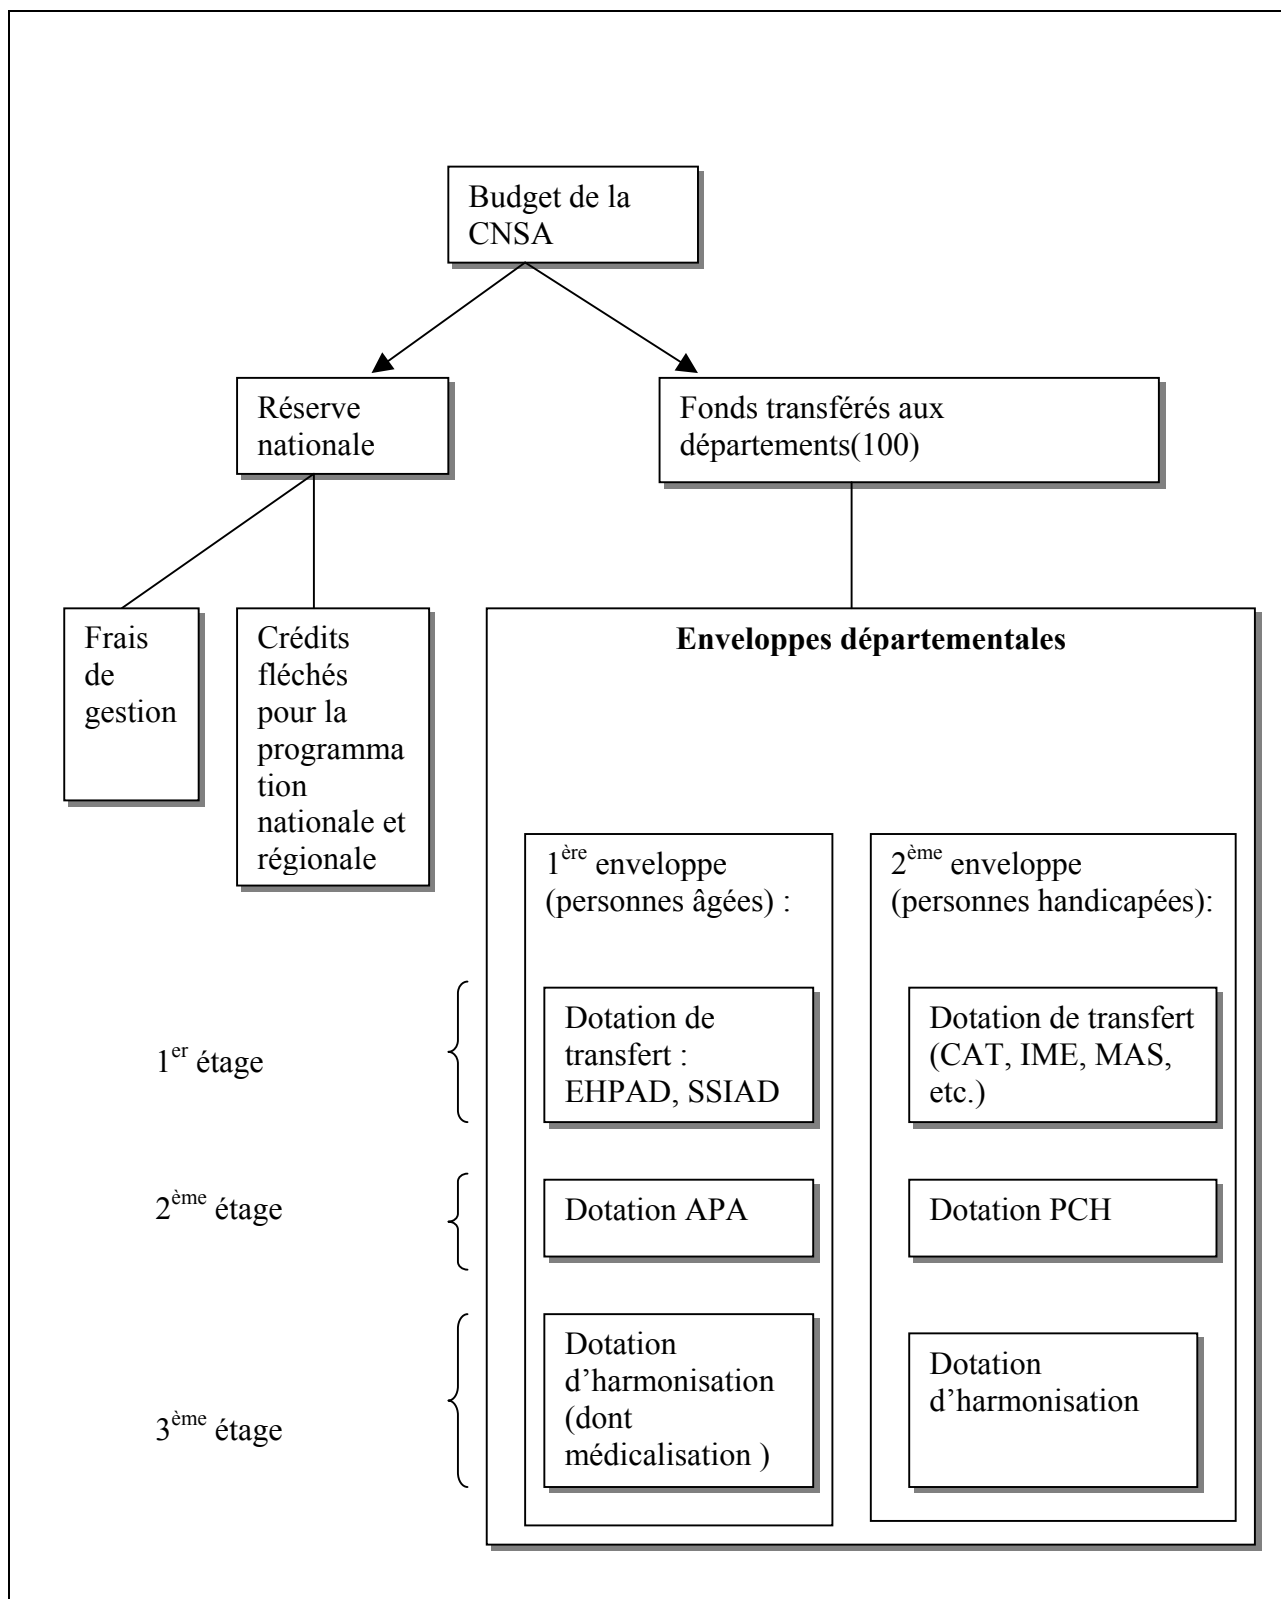 Budget de la
CNSA
Réserve
nationale
Fonds transférés aux
départements(100)
Frais
de
gestion
Crédits
fléchés
pour la
programma
tion
nationale et
régionale
Enveloppes départementales
1ère enveloppe
(personnes âgées) :
2ème enveloppe
(personnes handicapées):
1er étage
Dotation de
transfert :
EHPAD, SSIAD
Dotation de transfert
(CAT, IME, MAS,
etc.)
2ème étage
Dotation APA
Dotation PCH
3ème étage
Dotation
d’harmonisation
(dont
médicalisation )
Dotation
d’harmonisation